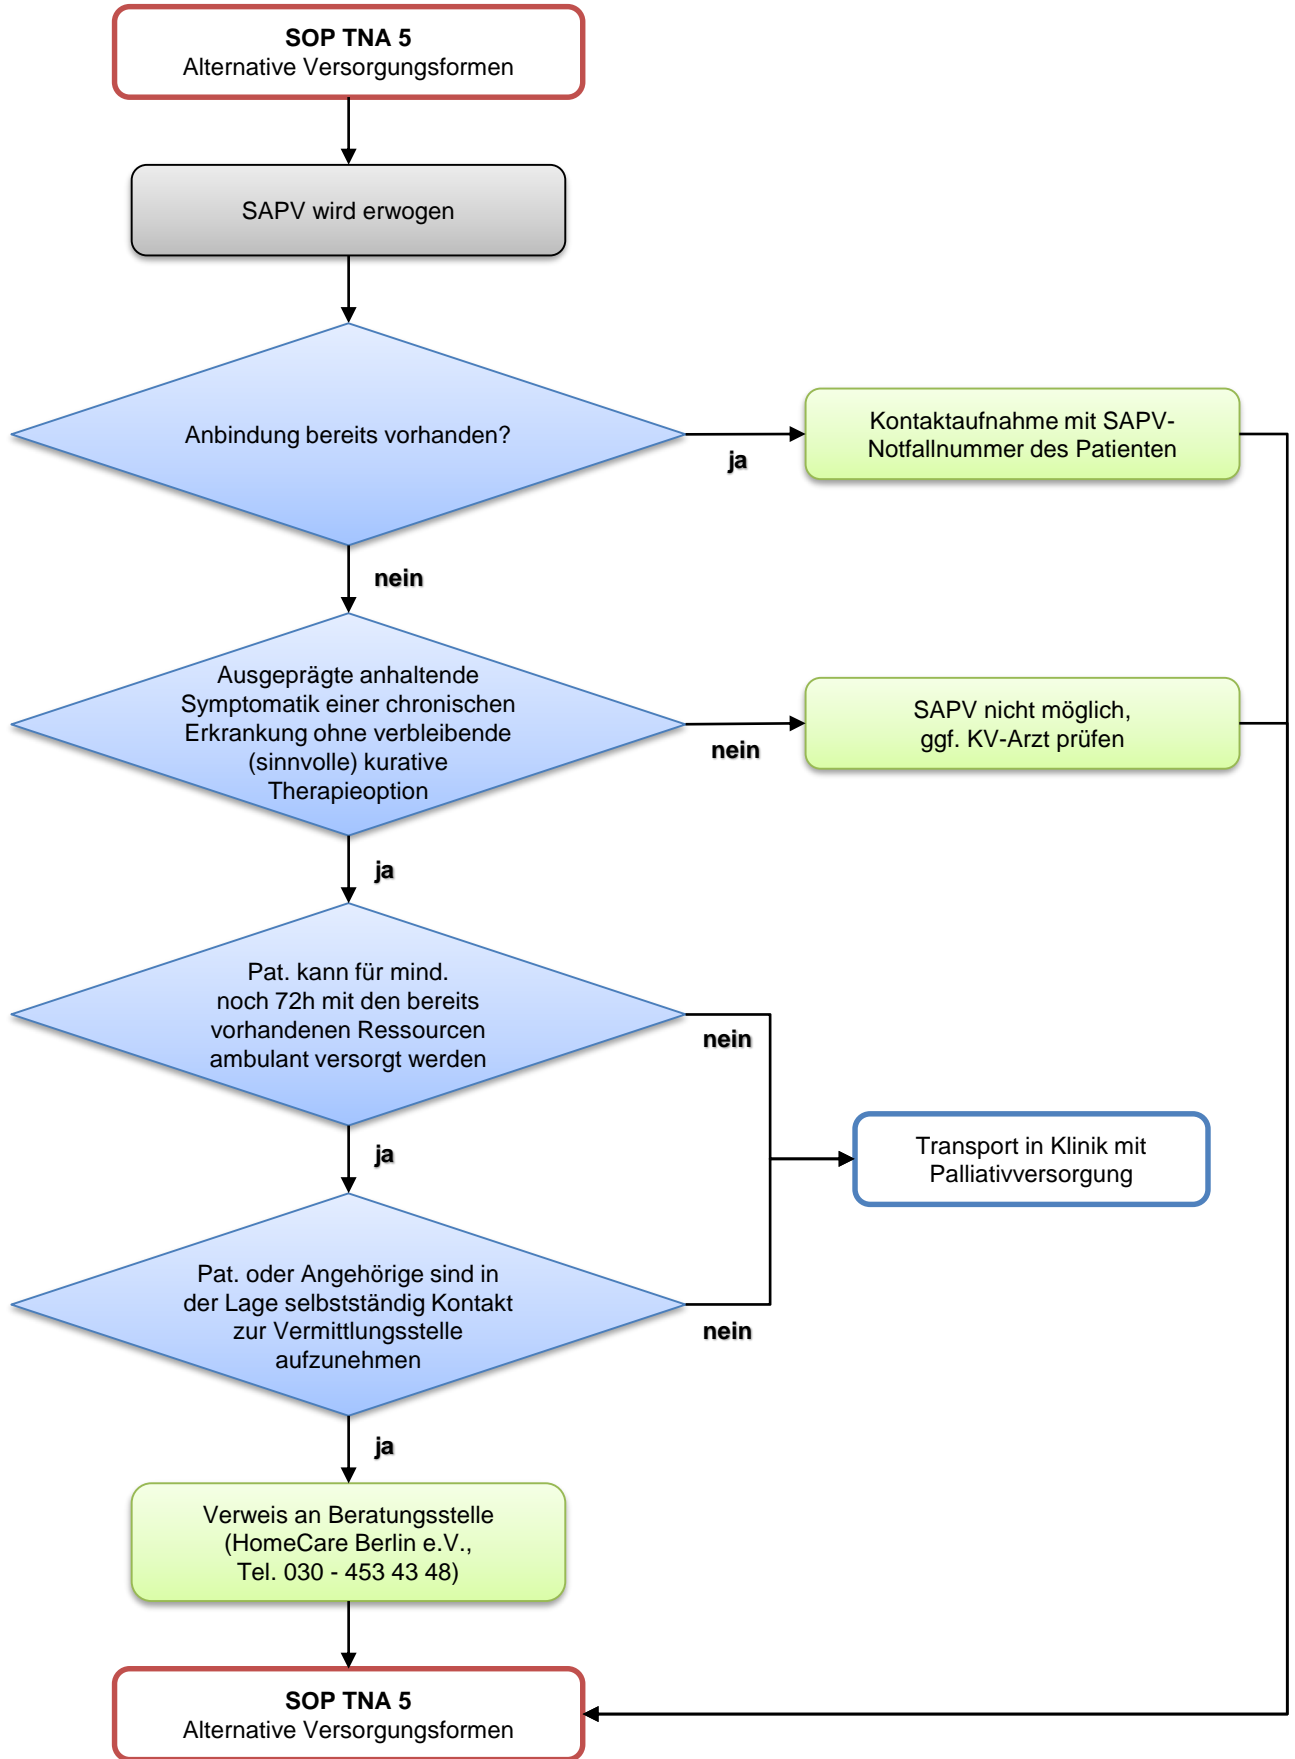 SOP TNA 5
Alternative Versorgungsformen
SAPV wird erwogen
Anbindung bereits vorhanden?
ja
Kontaktaufnahme mit SAPV-
Notfallnummer des Patienten
nein
Ausgeprägte anhaltende
Symptomatik einer chronischen
Erkrankung ohne verbleibende
(sinnvolle) kurative
Therapieoption
nein
SAPV nicht möglich,
ggf. KV-Arzt prüfen
ja
Pat. kann für mind.
noch 72h mit den bereits
vorhandenen Ressourcen
ambulant versorgt werden
nein
ja
Transport in Klinik mit
Palliativversorgung
Pat. oder Angehörige sind in
der Lage selbstständig Kontakt
zur Vermittlungsstelle
aufzunehmen
nein
ja
Verweis an Beratungsstelle
(HomeCare Berlin e.V.,
Tel. 030 - 453 43 48)
SOP TNA 5
Alternative Versorgungsformen